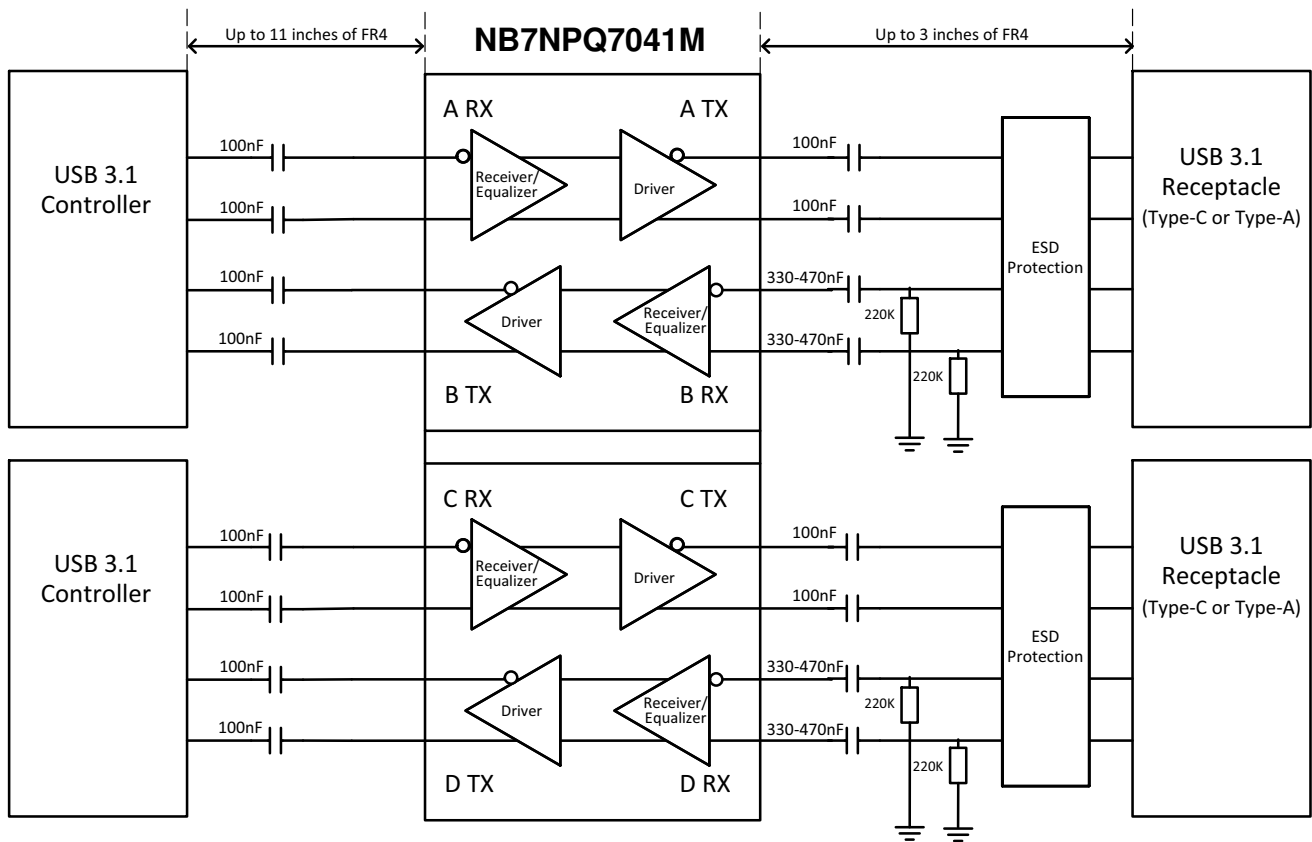 Up to 11 inches of FR4
NB7NPQ7041M
Up to 3 inches of FR4
USB 3.1
Controller
100nF
100nF
100nF
100nF
A RX
A TX
Receiver/
Equalizer
Driver
Driver
Receiver/
Equalizer
B TX
B RX
100nF
100nF
330-470nF
330-470nF
220K
220K
ESD
Protection
USB 3.1
Receptacle
(Type-C or Type-A)
USB 3.1
Controller
100nF
100nF
100nF
100nF
C RX
C TX
Receiver/
Equalizer
Driver
Driver
Receiver/
Equalizer
D TX
D RX
100nF
100nF
330-470nF
330-470nF
220K
220K
ESD
Protection
USB 3.1
Receptacle
(Type-C or Type-A)